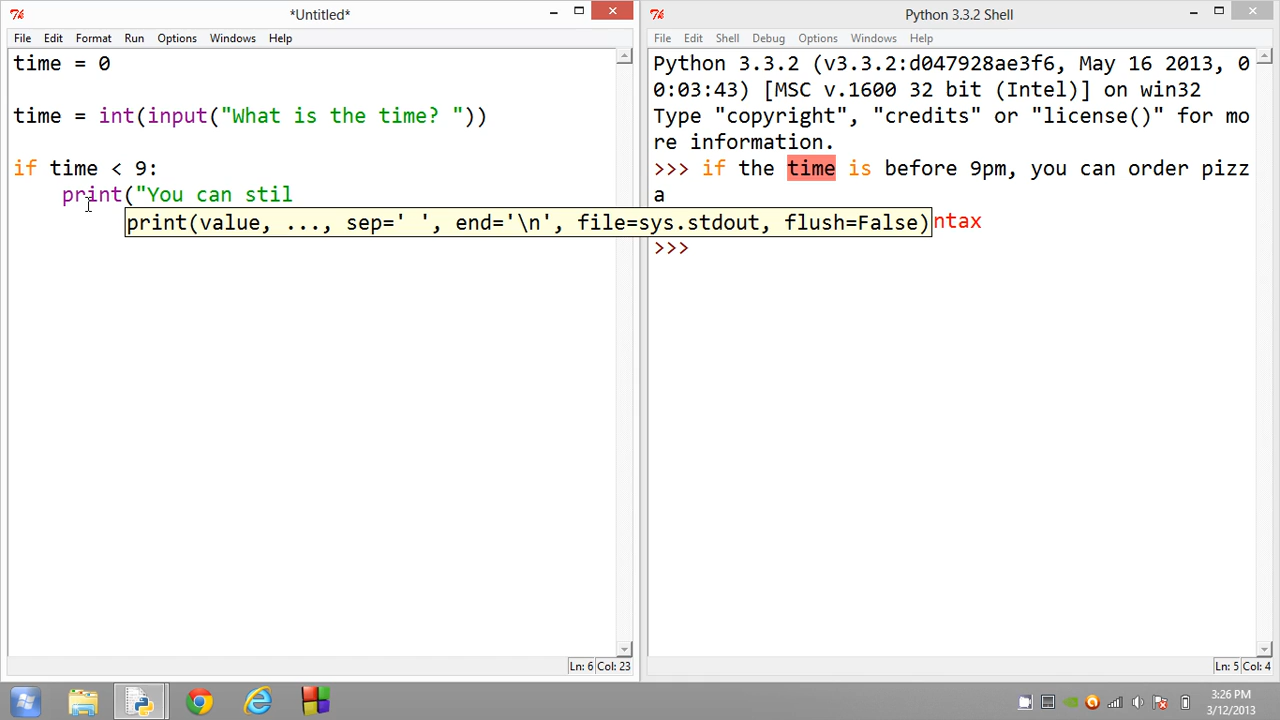 *Untitled*
File Edit Format Run Options Windows Help
time = 0
time = int(input("What is the time? "))
if time < 9:
    print("You can stil
print(value, ..., sep=' ', end='\n', file=sys.stdout, flush=False)
Ln: 6 Col: 23
Python 3.3.2 Shell
File Edit Shell Debug Options Windows Help
Python 3.3.2 (v3.3.2:d047928ae3f6, May 16 2013, 0
0:03:43) [MSC v.1600 32 bit (Intel)] on win32
Type "copyright", "credits" or "license()" for mo
re information.
>>> if the time is before 9pm, you can order pizz
a
ntax
>>>
Ln: 5 Col: 4
3:26 PM
3/12/2013